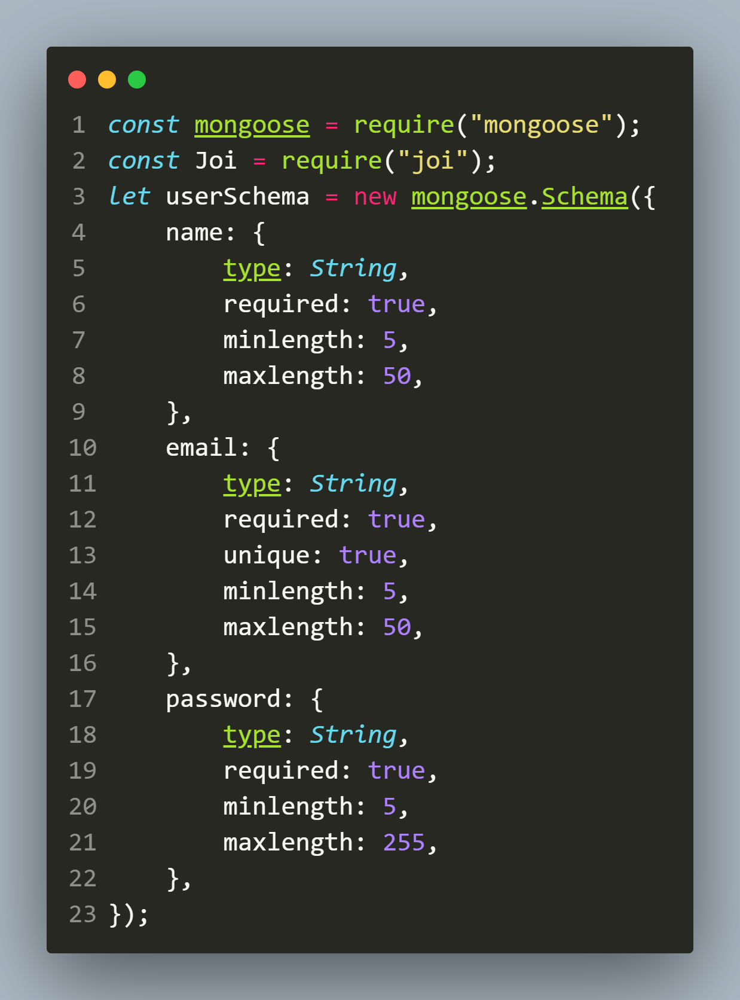 1 const mongoose = require("mongoose");
2 const Joi = require("joi");
3 let userSchema = new mongoose.Schema({
4     name: {
5         type: String,
6         required: true,
7         minlength: 5,
8         maxlength: 50,
9     },
10     email: {
11         type: String,
12         required: true,
13         unique: true,
14         minlength: 5,
15         maxlength: 50,
16     },
17     password: {
18         type: String,
19         required: true,
20         minlength: 5,
21         maxlength: 255,
22     },
23 });